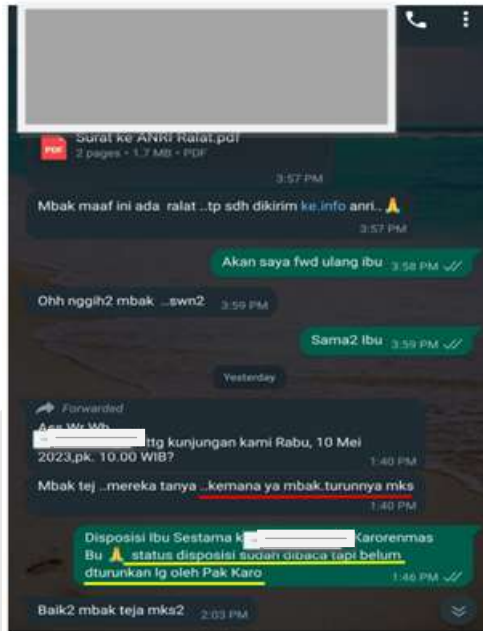 Surat ke ANRI Ralat.pdf
2 pages • 1.7 MB • PDF
3:57 PM
Mbak maaf ini ada ralat ..tp sdh dikirim ke.info anri.. 🙏
3:57 PM
Akan saya fwd ulang ibu 3:58 PM
Ohh nggih2 mbak ..swn2 3:59 PM
Sama2 Ibu 3:59 PM
Yesterday
Forwarded
Ass Wr Wb
ttg kunjungan kami Rabu, 10 Mei
2023,pk. 10.00 WIB?
1:40 PM
Mbak tej ..mereka tanya ..kemana ya mbak.turunnya mks
1:40 PM
Disposisi Ibu Sestama k Karorenmas
Bu 🙏 status disposisi sudah dibaca tapi belum
dturunkan lg oleh Pak Karo 1:46 PM
Baik2 mbak teja mks2 2:03 PM